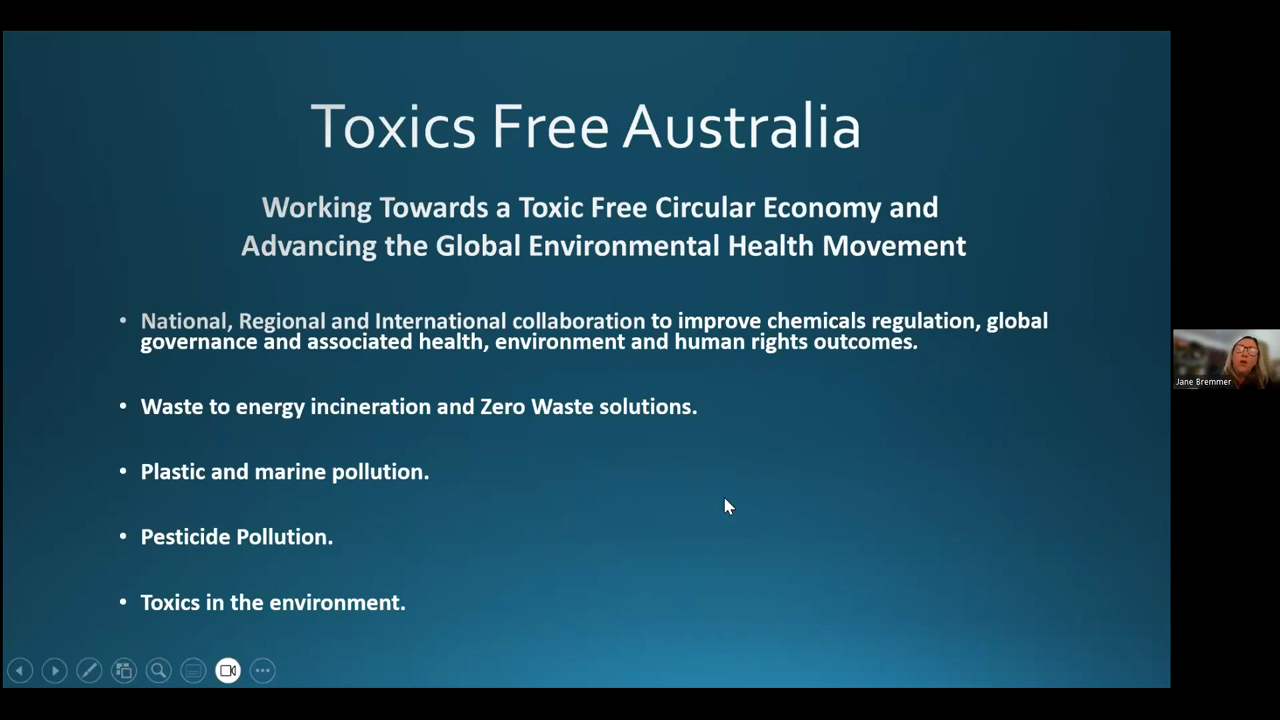 Toxics Free Australia
Working Towards a Toxic Free Circular Economy and
Advancing the Global Environmental Health Movement
• National, Regional and International collaboration to improve chemicals regulation, global
governance and associated health, environment and human rights outcomes.
• Waste to energy incineration and Zero Waste solutions.
• Plastic and marine pollution.
• Pesticide Pollution.
• Toxics in the environment.
Jane Bremmer